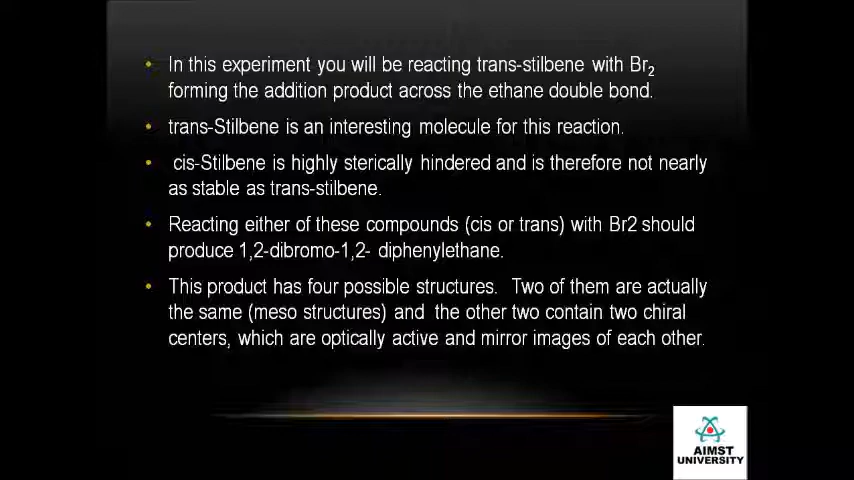 • In this experiment you will be reacting trans-stilbene with Br₂
forming the addition product across the ethane double bond.
• trans-Stilbene is an interesting molecule for this reaction.
• cis-Stilbene is highly sterically hindered and is therefore not nearly
as stable as trans-stilbene.
• Reacting either of these compounds (cis or trans) with Br2 should
produce 1,2-dibromo-1,2- diphenylethane.
• This product has four possible structures. Two of them are actually
the same (meso structures) and the other two contain two chiral
centers, which are optically active and mirror images of each other.
AIMST
UNIVERSITY